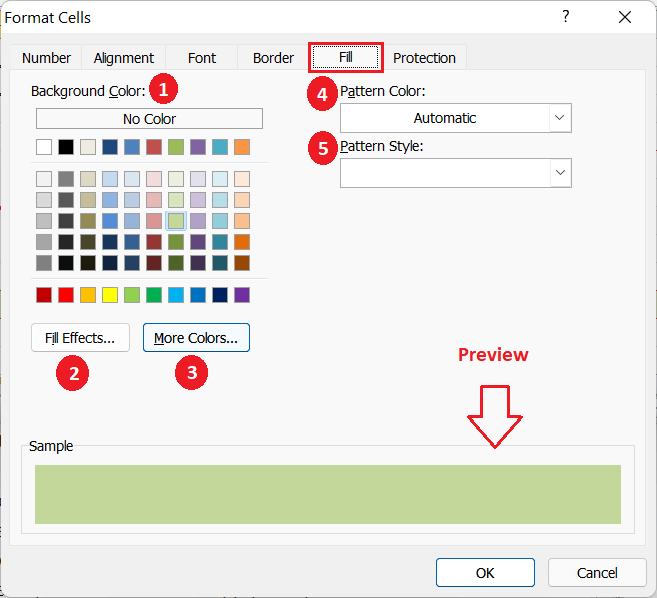 Format Cells ?
Number Alignment Font Border Fill Protection
Background Color: 1
No Color
4 Pattern Color:
Automatic
5 Pattern Style:
Fill Effects... More Colors...
2 3
Preview
Sample
OK Cancel